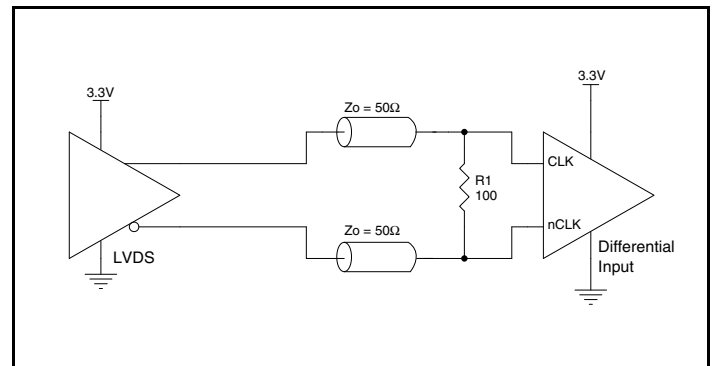 3.3V
3.3V
Zo = 50Ω
CLK
R1
100
Zo = 50Ω
nCLK
LVDS
Differential
Input